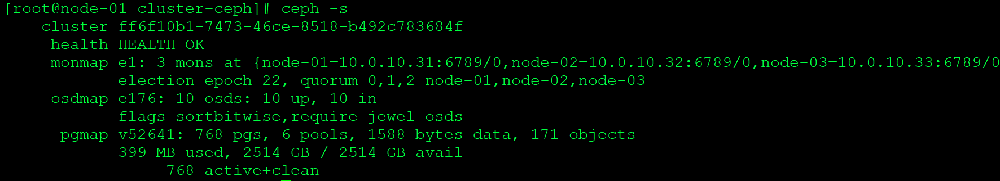 [root@node-01 cluster-ceph]# ceph -s
    cluster ff6f10b1-7473-46ce-8518-b492c783684f
     health HEALTH_OK
     monmap e1: 3 mons at {node-01=10.0.10.31:6789/0,node-02=10.0.10.32:6789/0,node-03=10.0.10.33:6789/0
            election epoch 22, quorum 0,1,2 node-01,node-02,node-03
     osdmap e176: 10 osds: 10 up, 10 in
            flags sortbitwise,require_jewel_osds
      pgmap v52641: 768 pgs, 6 pools, 1588 bytes data, 171 objects
            399 MB used, 2514 GB / 2514 GB avail
                 768 active+clean